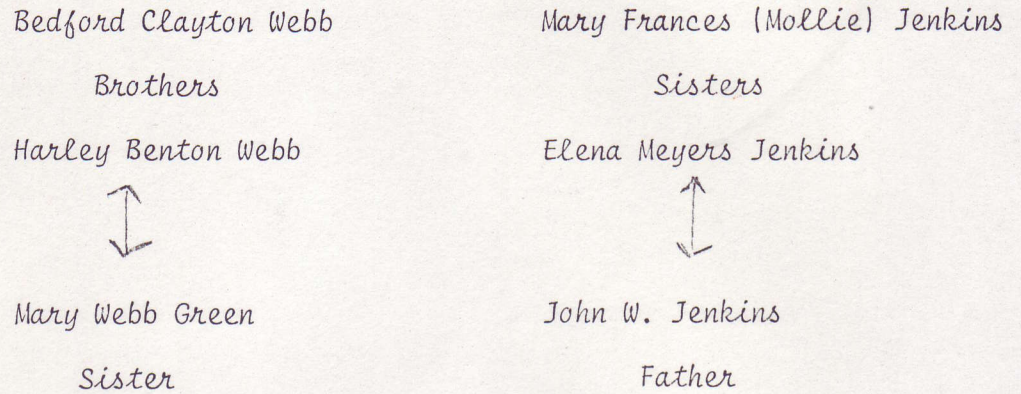 Bedford Clayton Webb
Mary Frances (Mollie) Jenkins
Brothers
Sisters
Harley Benton Webb
Elena Meyers Jenkins
Mary Webb Green
John W. Jenkins
Sister
Father